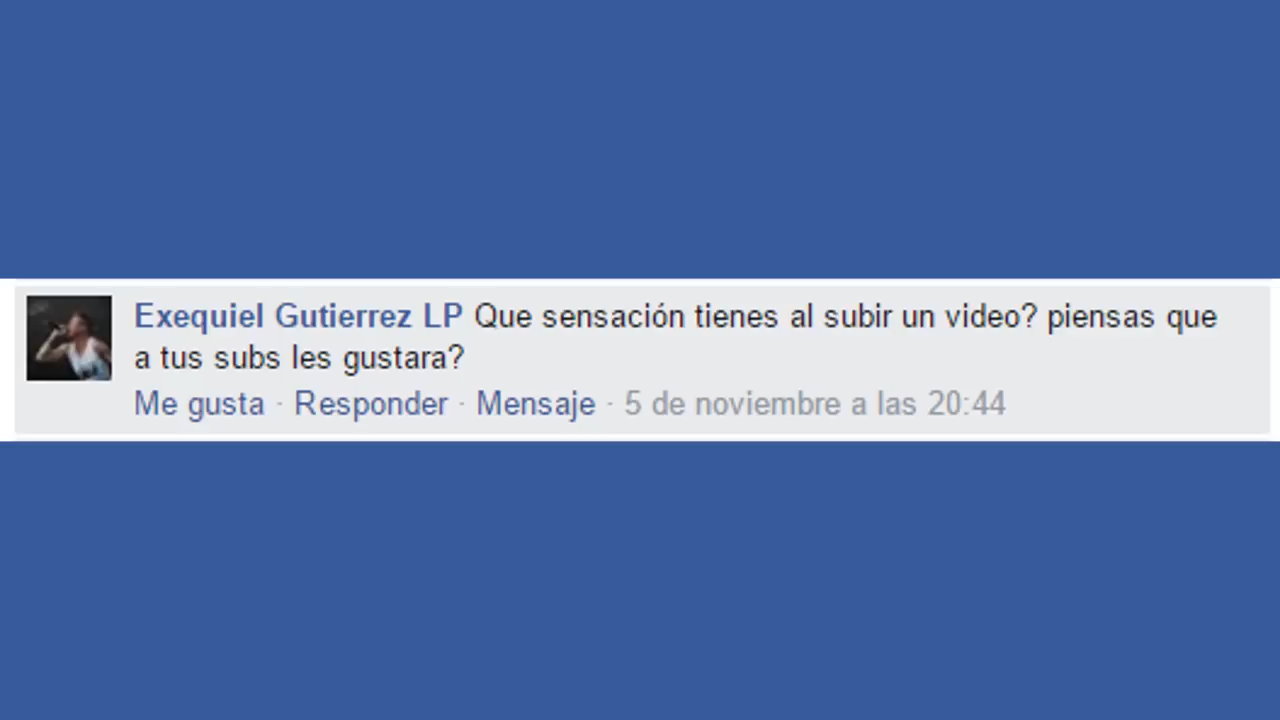 Exequiel Gutierrez LP Que sensación tienes al subir un video? piensas que
a tus subs les gustara?
Me gusta · Responder · Mensaje · 5 de noviembre a las 20:44